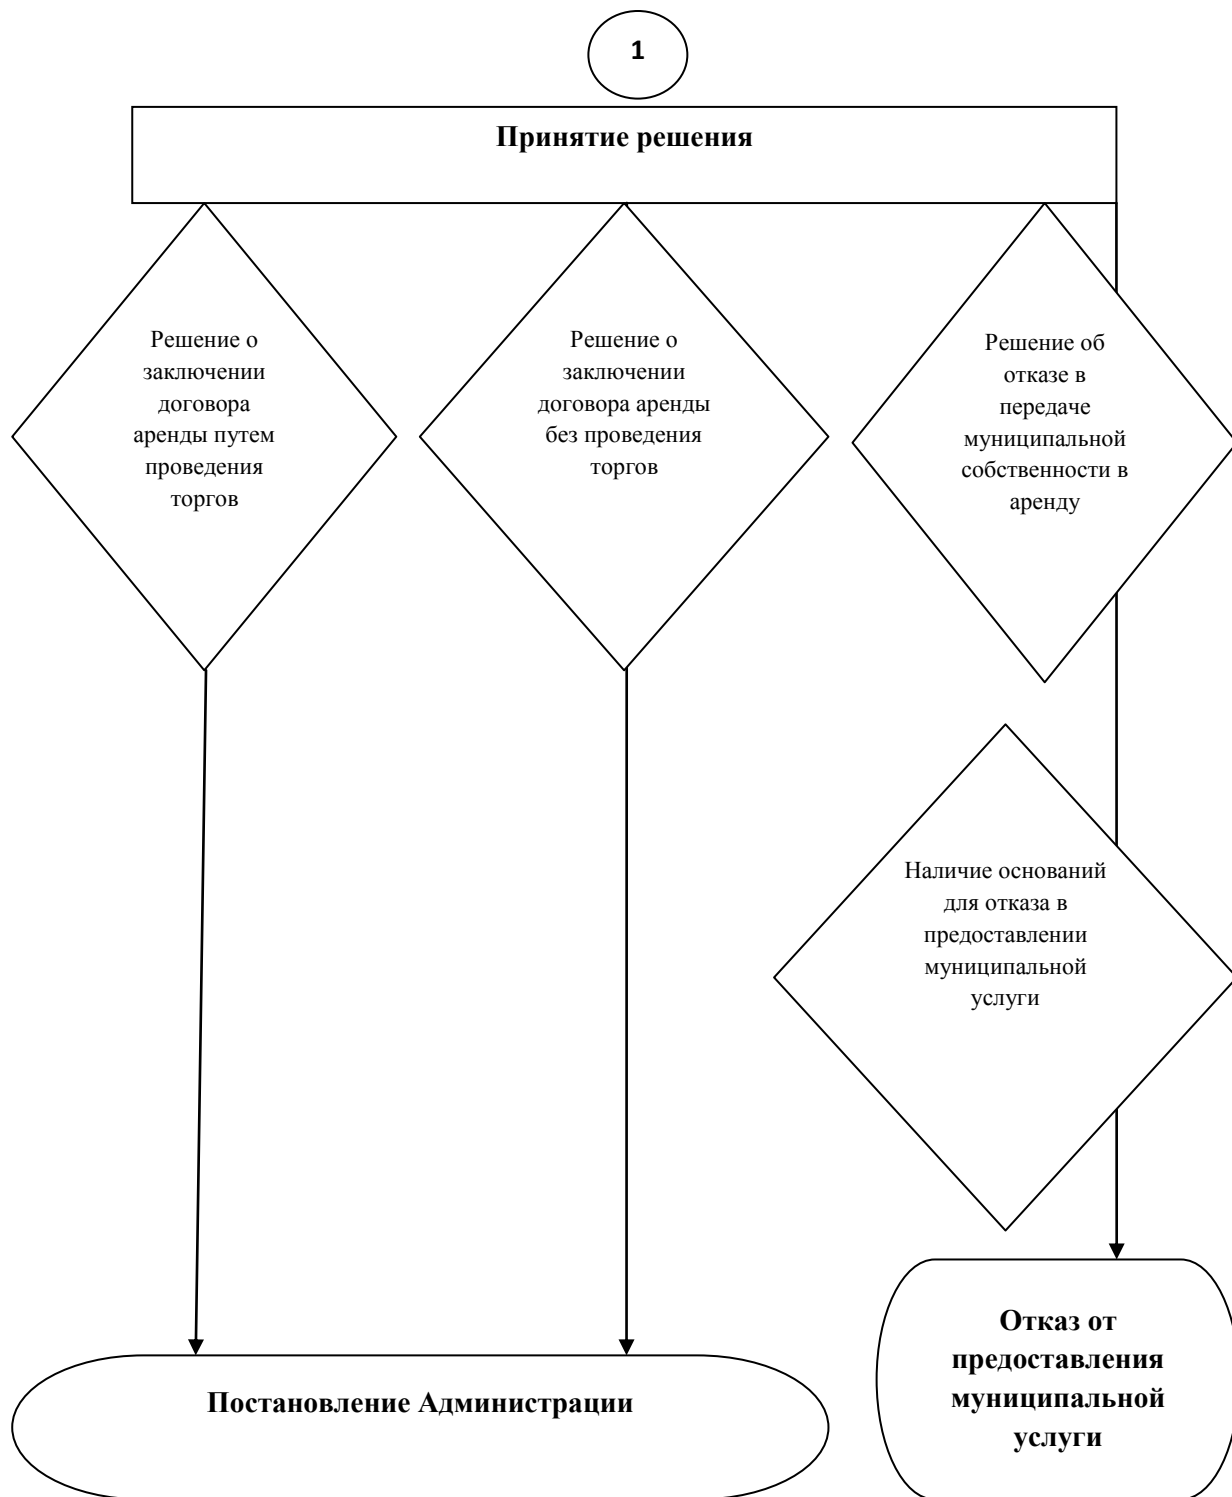 1
Принятие решения
Решение о
заключении
договора
аренды путем
проведения
торгов
Решение о
заключении
договора аренды
без проведения
торгов
Решение об
отказе в
передаче
муниципальной
собственности в
аренду
Наличие оснований
для отказа в
предоставлении
муниципальной
услуги
Постановление Администрации
Отказ от
предоставления
муниципальной
услуги